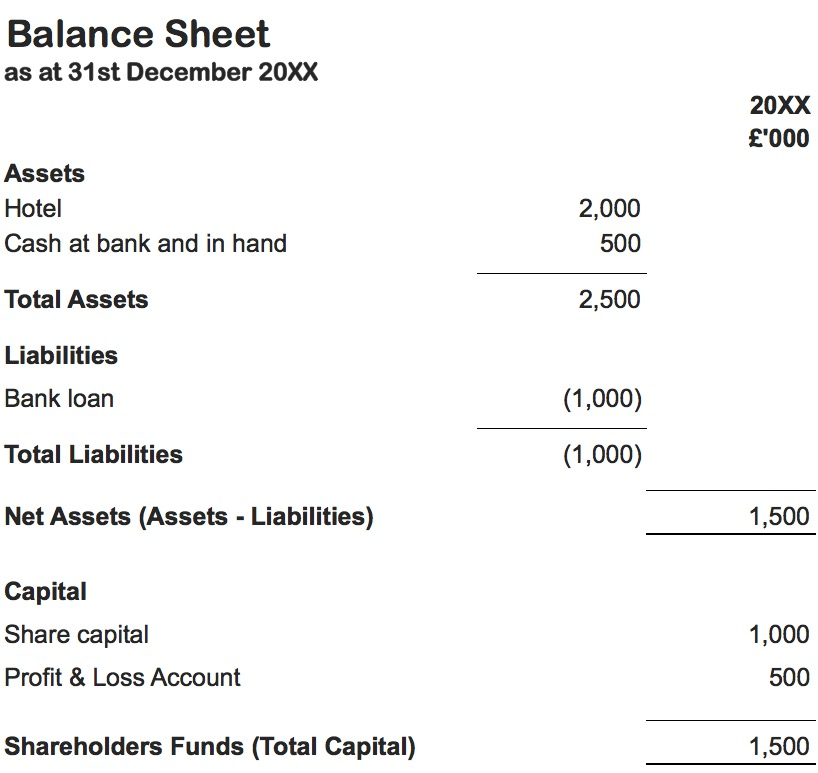 Balance Sheet
as at 31st December 20XX
20XX
£'000
Assets
Hotel 2,000
Cash at bank and in hand 500
Total Assets 2,500
Liabilities
Bank loan (1,000)
Total Liabilities (1,000)
Net Assets (Assets - Liabilities) 1,500
Capital
Share capital 1,000
Profit & Loss Account 500
Shareholders Funds (Total Capital) 1,500